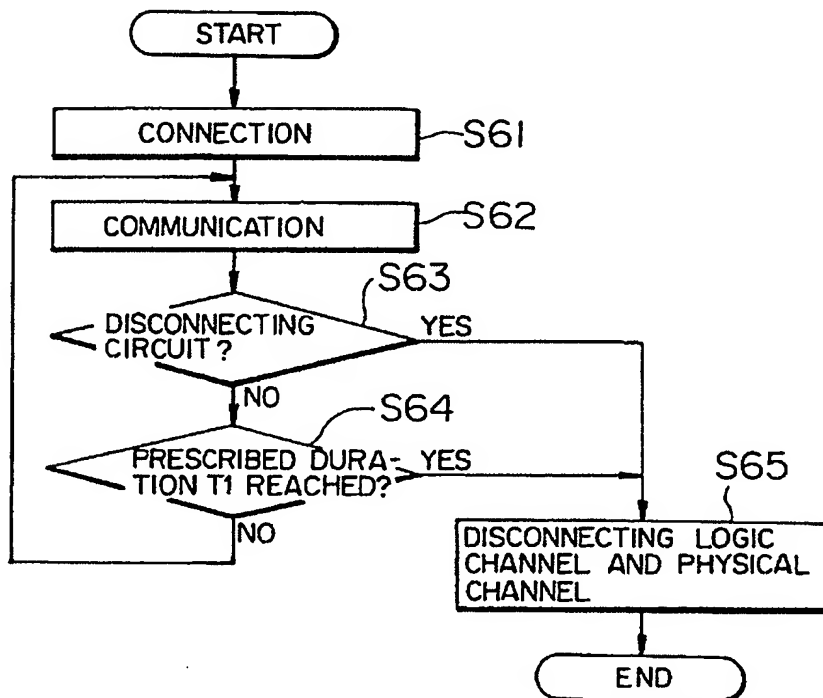 START
CONNECTION
S61
COMMUNICATION
S62
S63
DISCONNECTING
CIRCUIT?
YES
NO
S64
PRESCRIBED DURA-
TION T1 REACHED?
YES
NO
S65
DISCONNECTING LOGIC
CHANNEL AND PHYSICAL
CHANNEL
END